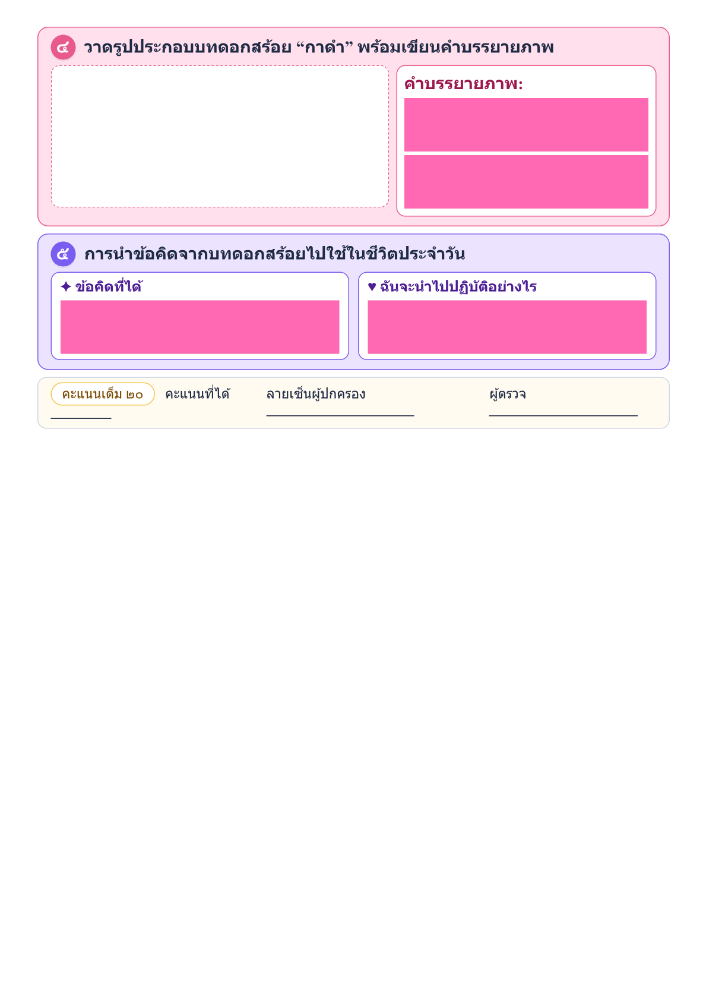 ๔ วาดรูปประกอบบทดอกสร้อย “กาดำ” พร้อมเขียนคำบรรยายภาพ
คำบรรยายภาพ:
๕ การนำข้อคิดจากบทดอกสร้อยไปใช้ในชีวิตประจำวัน
✦ ข้อคิดที่ได้
♥ ฉันจะนำไปปฏิบัติอย่างไร
คะแนนเต็ม ๒๐ คะแนนที่ได้ ลายเซ็นผู้ปกครอง ผู้ตรวจ